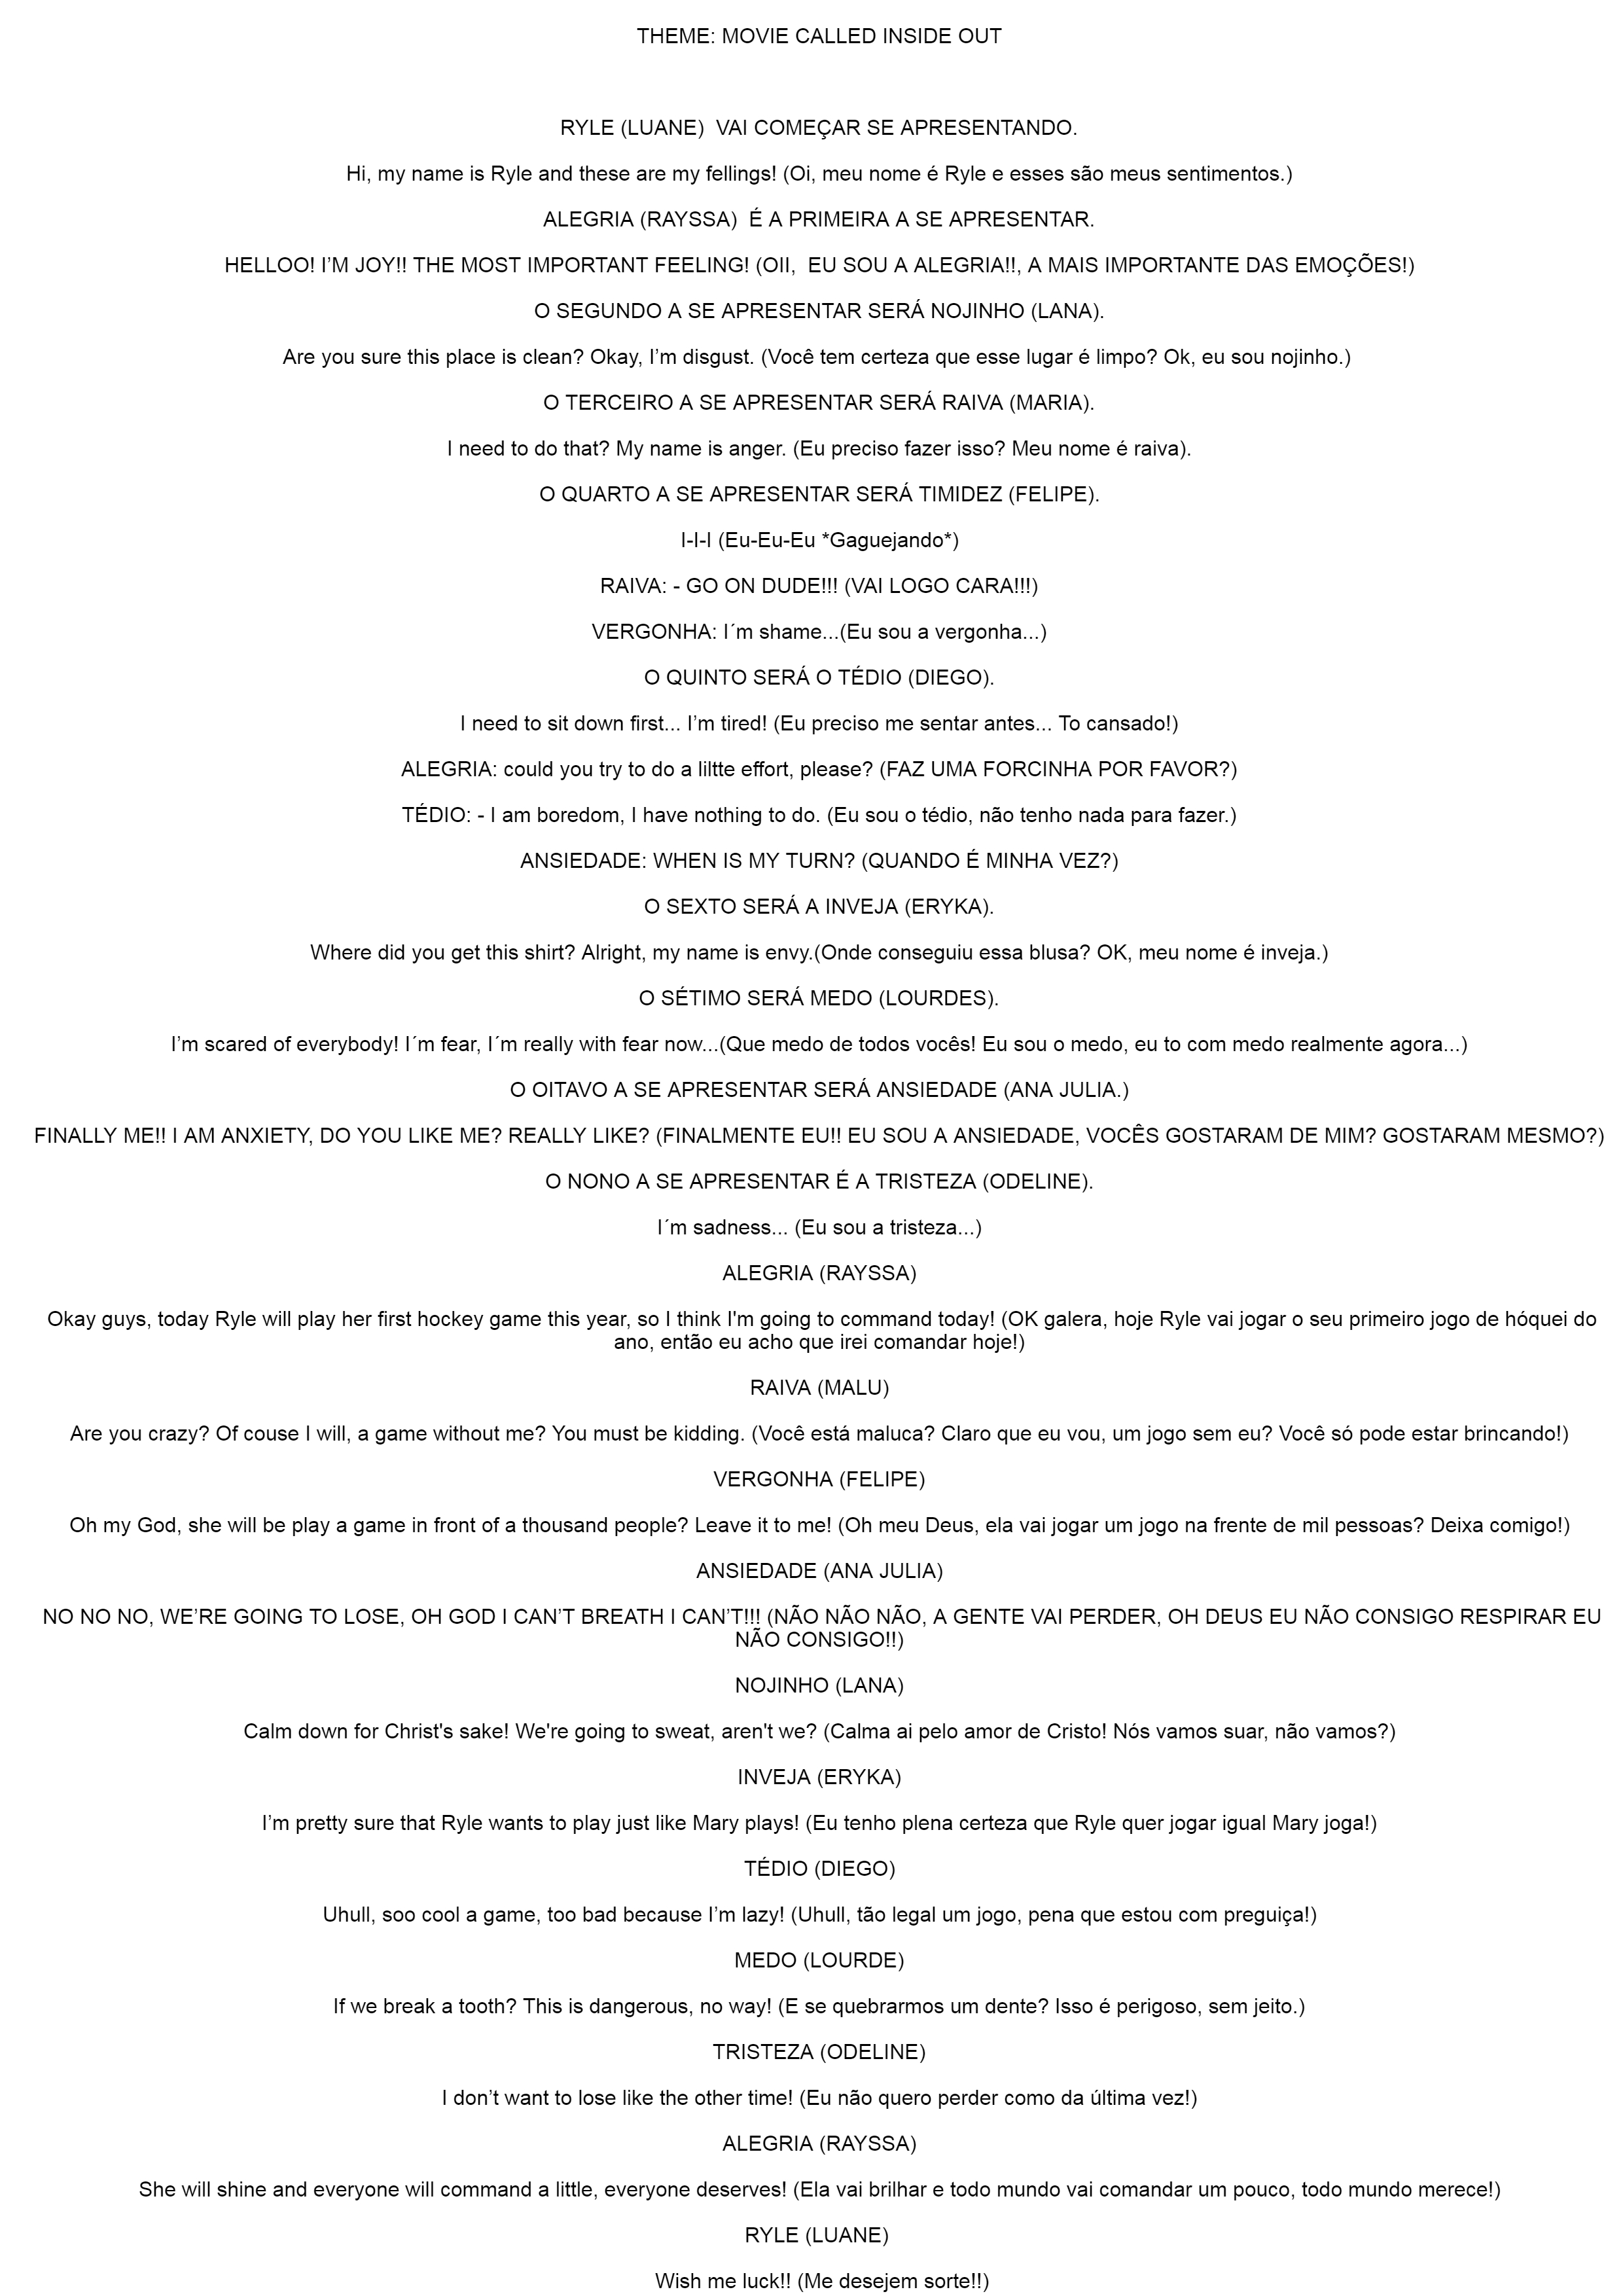 THEME: MOVIE CALLED INSIDE OUT
RYLE (LUANE)  VAI COMEÇAR SE APRESENTANDO.
Hi, my name is Ryle and these are my fellings! (Oi, meu nome é Ryle e esses são meus sentimentos.)
ALEGRIA (RAYSSA)  É A PRIMEIRA A SE APRESENTAR.
HELLOO! I’M JOY!! THE MOST IMPORTANT FEELING! (OII,  EU SOU A ALEGRIA!!, A MAIS IMPORTANTE DAS EMOÇÕES!)
O SEGUNDO A SE APRESENTAR SERÁ NOJINHO (LANA).
Are you sure this place is clean? Okay, I’m disgust. (Você tem certeza que esse lugar é limpo? Ok, eu sou nojinho.)
O TERCEIRO A SE APRESENTAR SERÁ RAIVA (MARIA).
I need to do that? My name is anger. (Eu preciso fazer isso? Meu nome é raiva).
O QUARTO A SE APRESENTAR SERÁ TIMIDEZ (FELIPE).
I-I-I (Eu-Eu-Eu *Gaguejando*)
RAIVA: - GO ON DUDE!!! (VAI LOGO CARA!!!)
VERGONHA: I´m shame...(Eu sou a vergonha...)
O QUINTO SERÁ O TÉDIO (DIEGO).
I need to sit down first... I’m tired! (Eu preciso me sentar antes... To cansado!)
ALEGRIA: could you try to do a liltte effort, please? (FAZ UMA FORCINHA POR FAVOR?)
TÉDIO: - I am boredom, I have nothing to do. (Eu sou o tédio, não tenho nada para fazer.)
ANSIEDADE: WHEN IS MY TURN? (QUANDO É MINHA VEZ?)
O SEXTO SERÁ A INVEJA (ERYKA).
Where did you get this shirt? Alright, my name is envy.(Onde conseguiu essa blusa? OK, meu nome é inveja.)
O SÉTIMO SERÁ MEDO (LOURDES).
I’m scared of everybody! I´m fear, I´m really with fear now...(Que medo de todos vocês! Eu sou o medo, eu to com medo realmente agora...)
O OITAVO A SE APRESENTAR SERÁ ANSIEDADE (ANA JULIA.)
FINALLY ME!! I AM ANXIETY, DO YOU LIKE ME? REALLY LIKE? (FINALMENTE EU!! EU SOU A ANSIEDADE, VOCÊS GOSTARAM DE MIM? GOSTARAM MESMO?)
O NONO A SE APRESENTAR É A TRISTEZA (ODELINE).
I´m sadness... (Eu sou a tristeza...)
ALEGRIA (RAYSSA)
Okay guys, today Ryle will play her first hockey game this year, so I think I'm going to command today! (OK galera, hoje Ryle vai jogar o seu primeiro jogo de hóquei do
ano, então eu acho que irei comandar hoje!)
RAIVA (MALU)
Are you crazy? Of couse I will, a game without me? You must be kidding. (Você está maluca? Claro que eu vou, um jogo sem eu? Você só pode estar brincando!)
VERGONHA (FELIPE)
Oh my God, she will be play a game in front of a thousand people? Leave it to me! (Oh meu Deus, ela vai jogar um jogo na frente de mil pessoas? Deixa comigo!)
ANSIEDADE (ANA JULIA)
NO NO NO, WE’RE GOING TO LOSE, OH GOD I CAN’T BREATH I CAN’T!!! (NÃO NÃO NÃO, A GENTE VAI PERDER, OH DEUS EU NÃO CONSIGO RESPIRAR EU
NÃO CONSIGO!!)
NOJINHO (LANA)
Calm down for Christ's sake! We're going to sweat, aren't we? (Calma ai pelo amor de Cristo! Nós vamos suar, não vamos?)
INVEJA (ERYKA)
I’m pretty sure that Ryle wants to play just like Mary plays! (Eu tenho plena certeza que Ryle quer jogar igual Mary joga!)
TÉDIO (DIEGO)
Uhull, soo cool a game, too bad because I’m lazy! (Uhull, tão legal um jogo, pena que estou com preguiça!)
MEDO (LOURDE)
If we break a tooth? This is dangerous, no way! (E se quebrarmos um dente? Isso é perigoso, sem jeito.)
TRISTEZA (ODELINE)
I don’t want to lose like the other time! (Eu não quero perder como da última vez!)
ALEGRIA (RAYSSA)
She will shine and everyone will command a little, everyone deserves! (Ela vai brilhar e todo mundo vai comandar um pouco, todo mundo merece!)
RYLE (LUANE)
Wish me luck!! (Me desejem sorte!!)